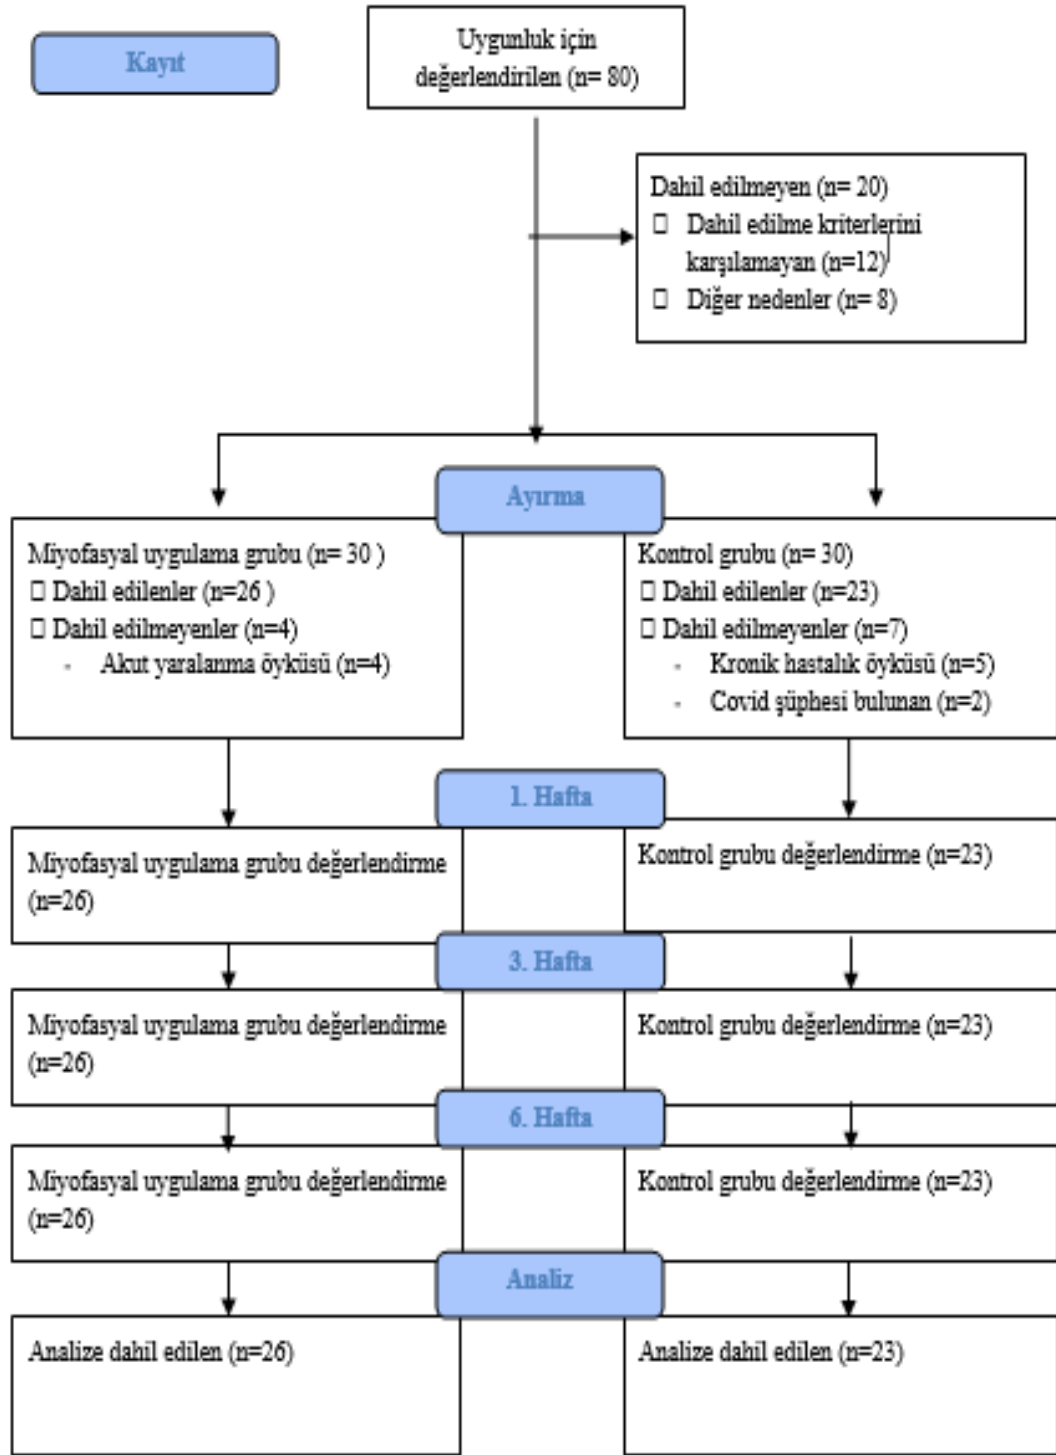 Kayıt
Uygunluk için
değerlendirilen (n= 80)
Dahil edilmeyen (n= 20)
□ Dahil edilme kriterlerini
karşılamayan (n=12)
□ Diğer nedenler (n= 8)
Ayırma
Miyofasyal uygulama grubu (n= 30 )
□ Dahil edilenler (n=26 )
□ Dahil edilmeyenler (n=4)
- Akut yaralanma öyküsü (n=4)
Kontrol grubu (n= 30)
□ Dahil edilenler (n=23)
□ Dahil edilmeyenler (n=7)
- Kronik hastalık öyküsü (n=5)
- Covid şüphesi bulunan (n=2)
1. Hafta
Miyofasyal uygulama grubu değerlendirme
(n=26)
Kontrol grubu değerlendirme (n=23)
3. Hafta
Miyofasyal uygulama grubu değerlendirme
(n=26)
Kontrol grubu değerlendirme (n=23)
6. Hafta
Miyofasyal uygulama grubu değerlendirme
(n=26)
Kontrol grubu değerlendirme (n=23)
Analiz
Analize dahil edilen (n=26)
Analize dahil edilen (n=23)